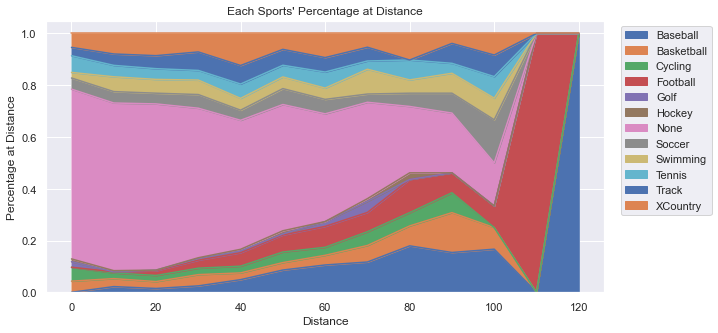 Each Sports' Percentage at Distance
Percentage at Distance
1.0
0.8
0.6
0.4
0.2
0.0
0
20
40
60
80
100
120
Distance
Baseball
Basketball
Cycling
Football
Golf
Hockey
None
Soccer
Swimming
Tennis
Track
XCountry